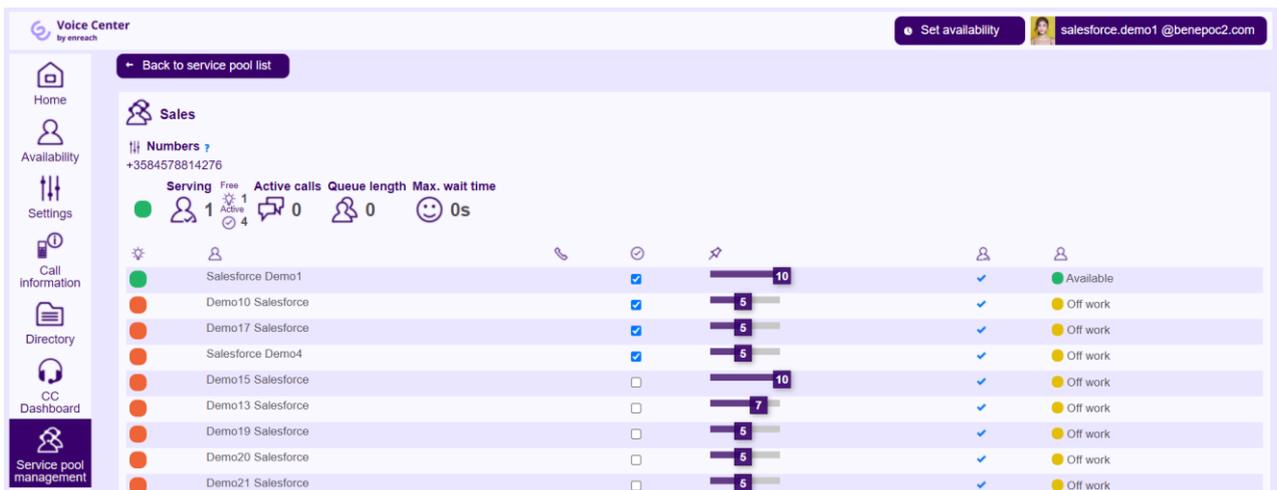 Voice Center
by enreach
Set availability
salesforce.demo1 @benepoc2.com
← Back to service pool list
Home
Availability
Settings
Call
information
Directory
CC
Dashboard
Service pool
management
Sales
Numbers ?
+3584578814276
Serving Free Active calls Queue length Max. wait time
1 1 0 0 0s
Active
4
Salesforce Demo1 10 Available
Demo10 Salesforce 5 Off work
Demo17 Salesforce 5 Off work
Salesforce Demo4 5 Off work
Demo15 Salesforce 10 Off work
Demo13 Salesforce 7 Off work
Demo19 Salesforce 5 Off work
Demo20 Salesforce 5 Off work
Demo21 Salesforce 5 Off work